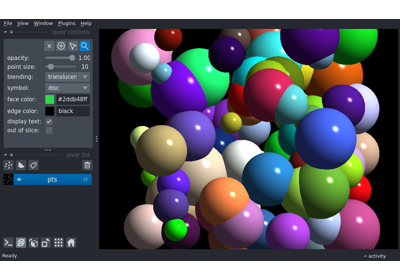 File View Window Plugins Help
layer controls
opacity: 1.00
point size: 10
blending: translucen
symbol: disc
face color: #2ddb48ff
edge color: black
display text:
out of slice:
layer list
pts
Ready
activity